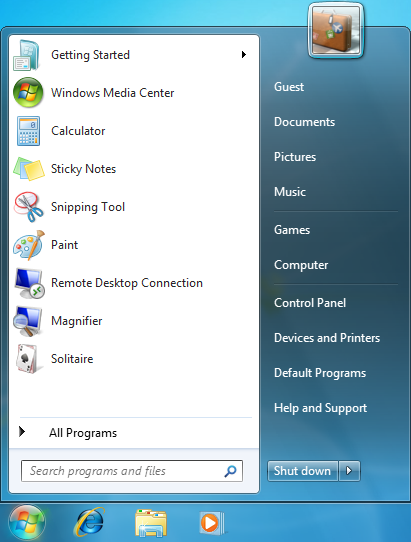 Getting Started
Windows Media Center
Calculator
Sticky Notes
Snipping Tool
Paint
Remote Desktop Connection
Magnifier
Solitaire
All Programs
Search programs and files
Guest
Documents
Pictures
Music
Games
Computer
Control Panel
Devices and Printers
Default Programs
Help and Support
Shut down